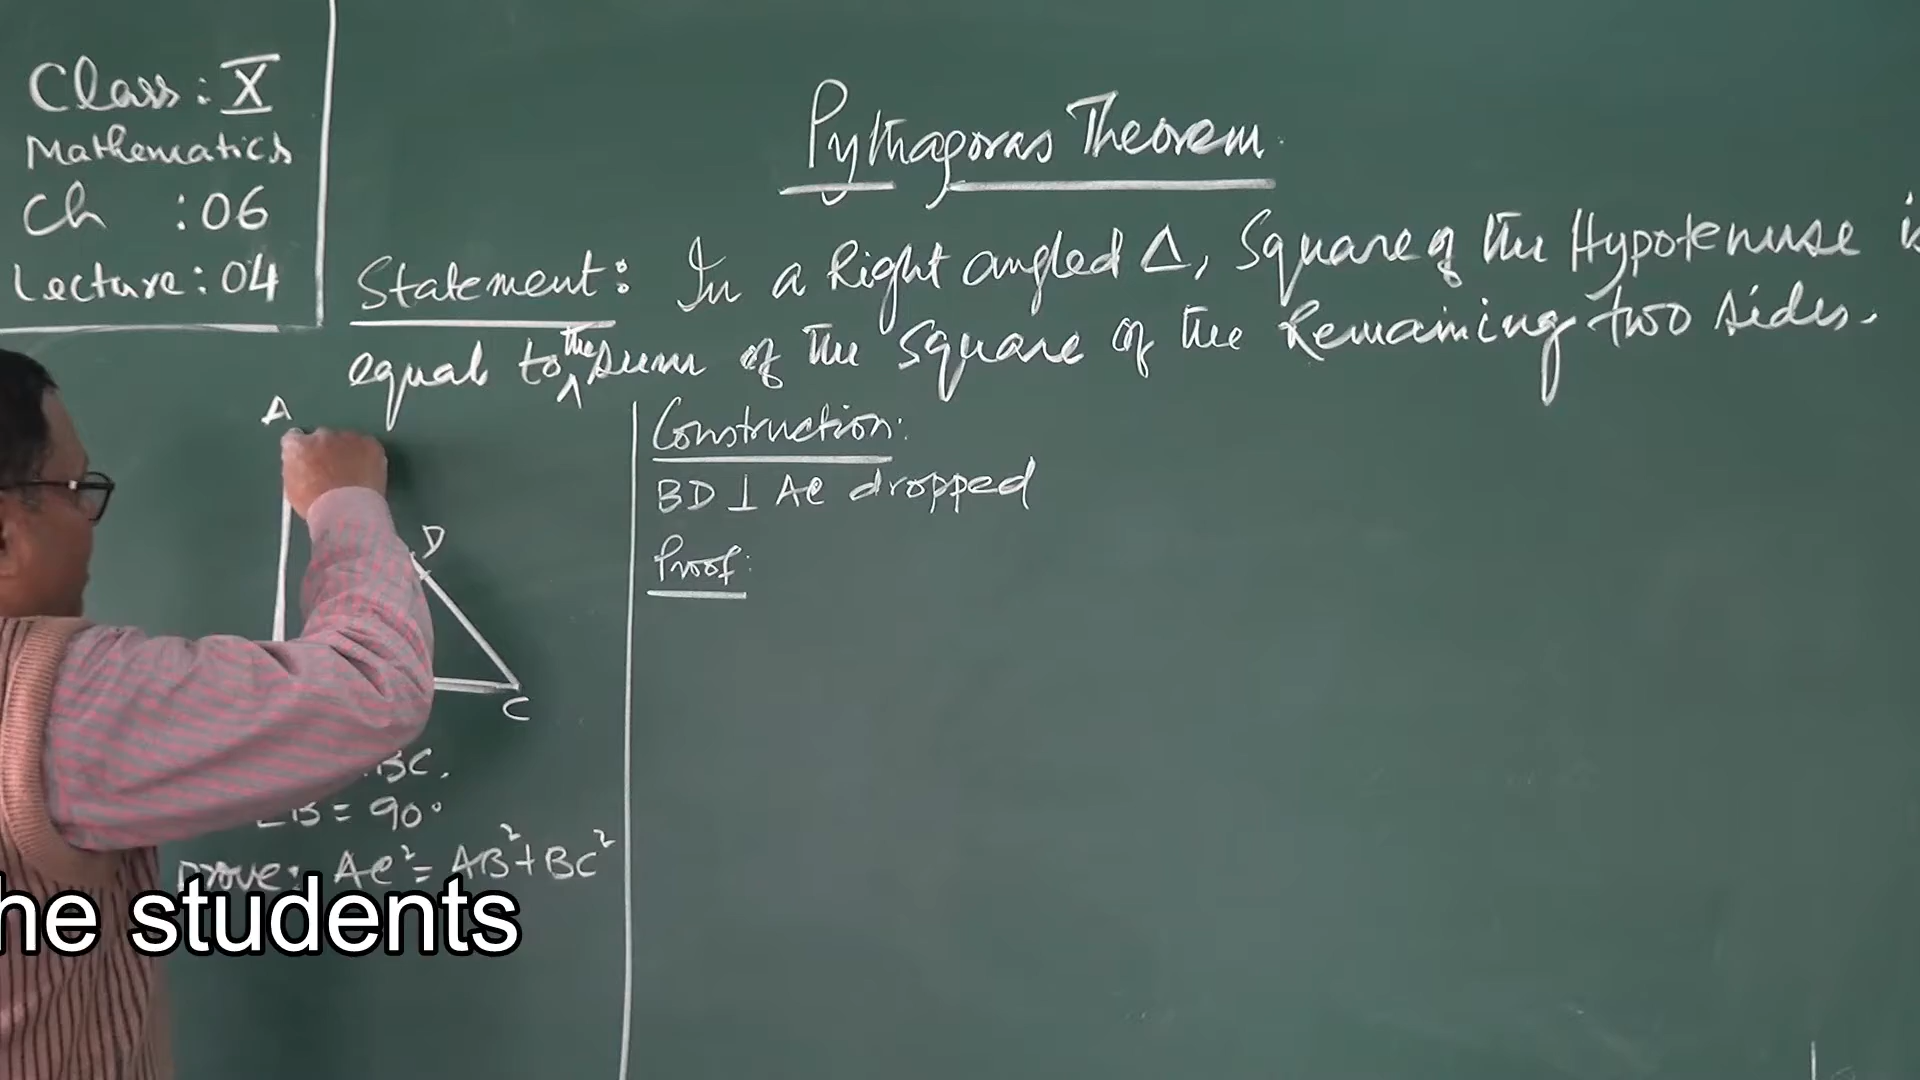 Class: X
Mathematics
Ch : 06
Lecture: 04
Pythagoras Theorem
Statement: In a Right angled Δ, Square of the Hypotenuse is
equal to the sum of the square of the Remaining two sides.
A
D
C
Construction:
BD ⊥ AC dropped
Proof:
BC.
∠B = 90°
prove: AC² = AB² + BC²
he students